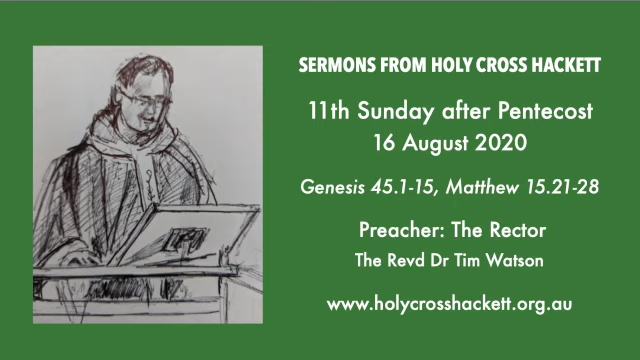 SERMONS FROM HOLY CROSS HACKETT
11th Sunday after Pentecost
16 August 2020
Genesis 45.1-15, Matthew 15.21-28
Preacher: The Rector
The Revd Dr Tim Watson
www.holycrosshackett.org.au